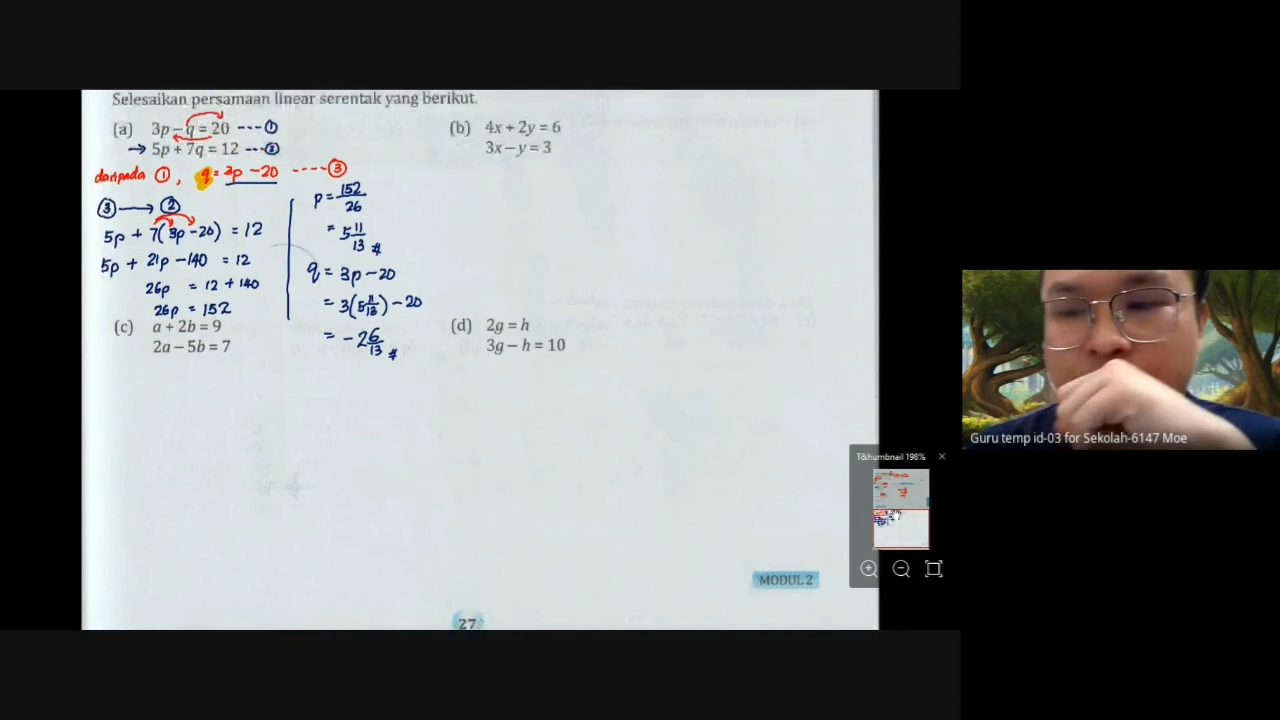 Selesaikan persamaan linear serentak yang berikut.
(a) 3p − q = 20 ---- ①
→ 5p + 7q = 12 ---②
daripada ①, q = 3p − 20 ---- ③
③ → ②
5p + 7(3p − 20) = 12
5p + 21p − 140 = 12
26p = 12 + 140
26p = 152
p = 152/26
= 5 11/13 #
q = 3p − 20
= 3(5 11/13) − 20
= −2 6/13 #
(b) 4x + 2y = 6
3x − y = 3
(c) a + 2b = 9
2a − 5b = 7
(d) 2g = h
3g − h = 10
MODUL 2
27
Guru temp id-03 for Sekolah-6147 Moe
T&humbnail 198%